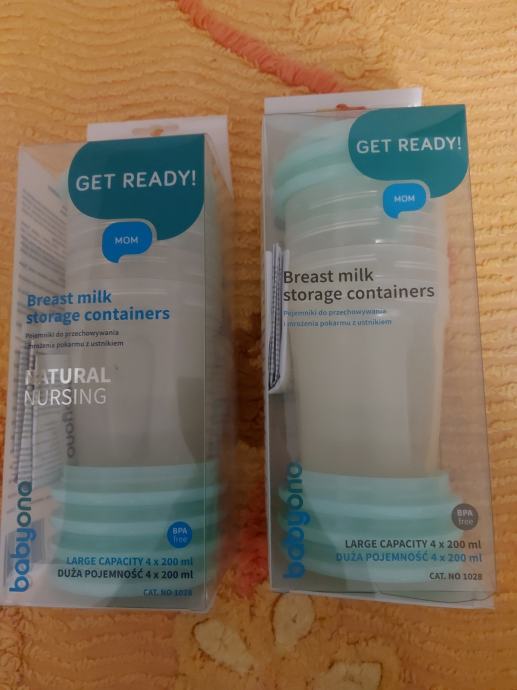 GET READY!
MOM
Breast milk
storage containers
Pojemniki do przechowywania
i mrożenia pokarmu z ustnikiem
NATURAL
NURSING
babyono
BPA
free
LARGE CAPACITY 4 x 200 ml
DUŻA POJEMNOŚĆ 4 x 200 ml
CAT. NO 1028
GET READY!
MOM
Breast milk
storage containers
Pojemniki do przechowywania
i mrożenia pokarmu z ustnikiem
babyono
BPA
free
LARGE CAPACITY 4 x 200 ml
DUŻA POJEMNOŚĆ 4 x 200 ml
CAT. NO 1028